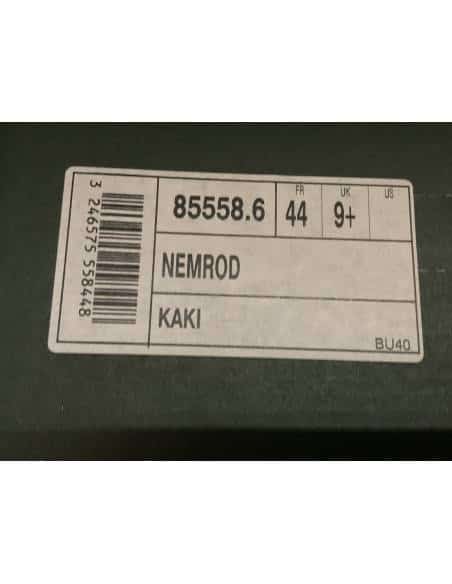 3 246575 558448
85558.6
FR
44
UK
9+
US
NEMROD
KAKI
BU40